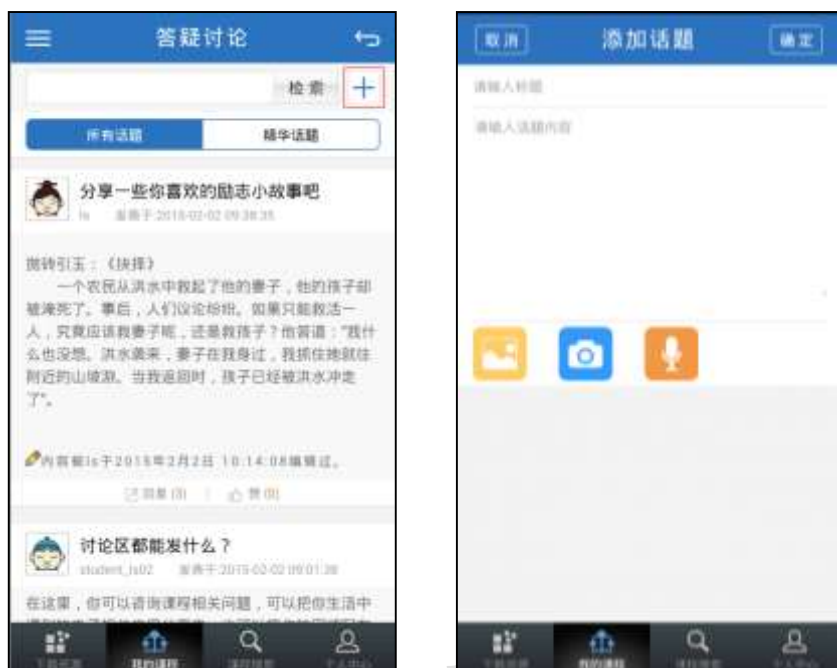 答疑讨论
检索
所有话题
精华话题
分享一些你喜欢的励志小故事吧
ls 发表于 2015-02-02 09:38:35
抛砖引玉：《抉择》
一个农民从洪水中救起了他的妻子，他的孩子却
被淹死了。事后，人们议论纷纷。如果只能救活一
人，究竟应该救妻子呢，还是救孩子？他答道：“我什
么也没想。洪水袭来，妻子在我身过，我抓住她就往
附近的山坡游。当我返回时，孩子已经被洪水冲走
了”。
内容被ls于2015年2月2日 10:14:08编辑过。
回复 (3) 赞 (0)
讨论区都能发什么？
student_ls02 发表于 2015-02-02 09:01:38
在这里，你可以咨询课程相关问题，可以把你生活中
我的课程
取消
添加话题
确定
请输入标题
请输入话题内容
我的课程